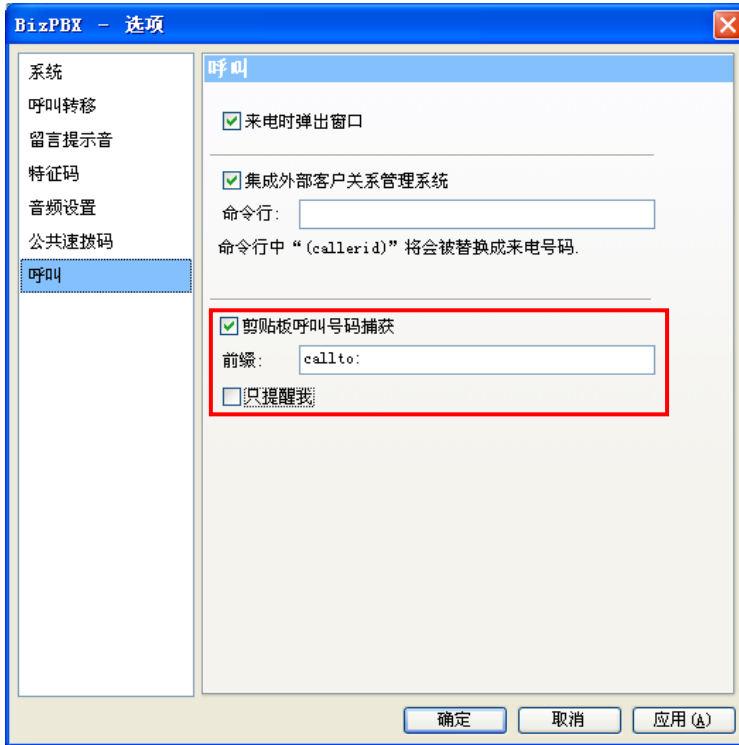 BizPBX - 选项
系统
呼叫转移
留言提示音
特征码
音频设置
公共速拨码
呼叫
呼叫
来电时弹出窗口
集成外部客户关系管理系统
命令行:
命令行中“(callerid)”将会被替换成来电号码.
剪贴板呼叫号码捕获
前缀: callto:
只提醒我
确定 取消 应用(A)